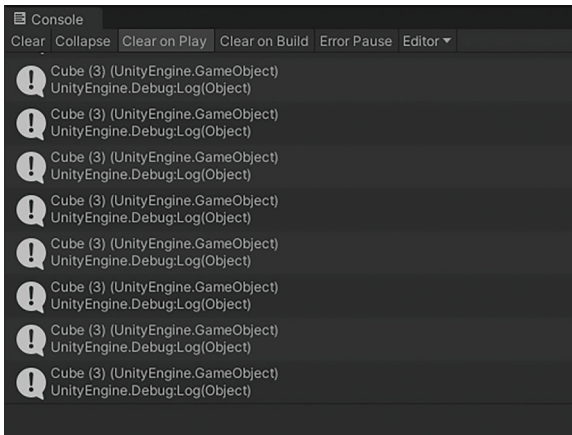 Console
Clear Collapse Clear on Play Clear on Build Error Pause Editor
Cube (3) (UnityEngine.GameObject)
UnityEngine.Debug:Log(Object)
Cube (3) (UnityEngine.GameObject)
UnityEngine.Debug:Log(Object)
Cube (3) (UnityEngine.GameObject)
UnityEngine.Debug:Log(Object)
Cube (3) (UnityEngine.GameObject)
UnityEngine.Debug:Log(Object)
Cube (3) (UnityEngine.GameObject)
UnityEngine.Debug:Log(Object)
Cube (3) (UnityEngine.GameObject)
UnityEngine.Debug:Log(Object)
Cube (3) (UnityEngine.GameObject)
UnityEngine.Debug:Log(Object)
Cube (3) (UnityEngine.GameObject)
UnityEngine.Debug:Log(Object)